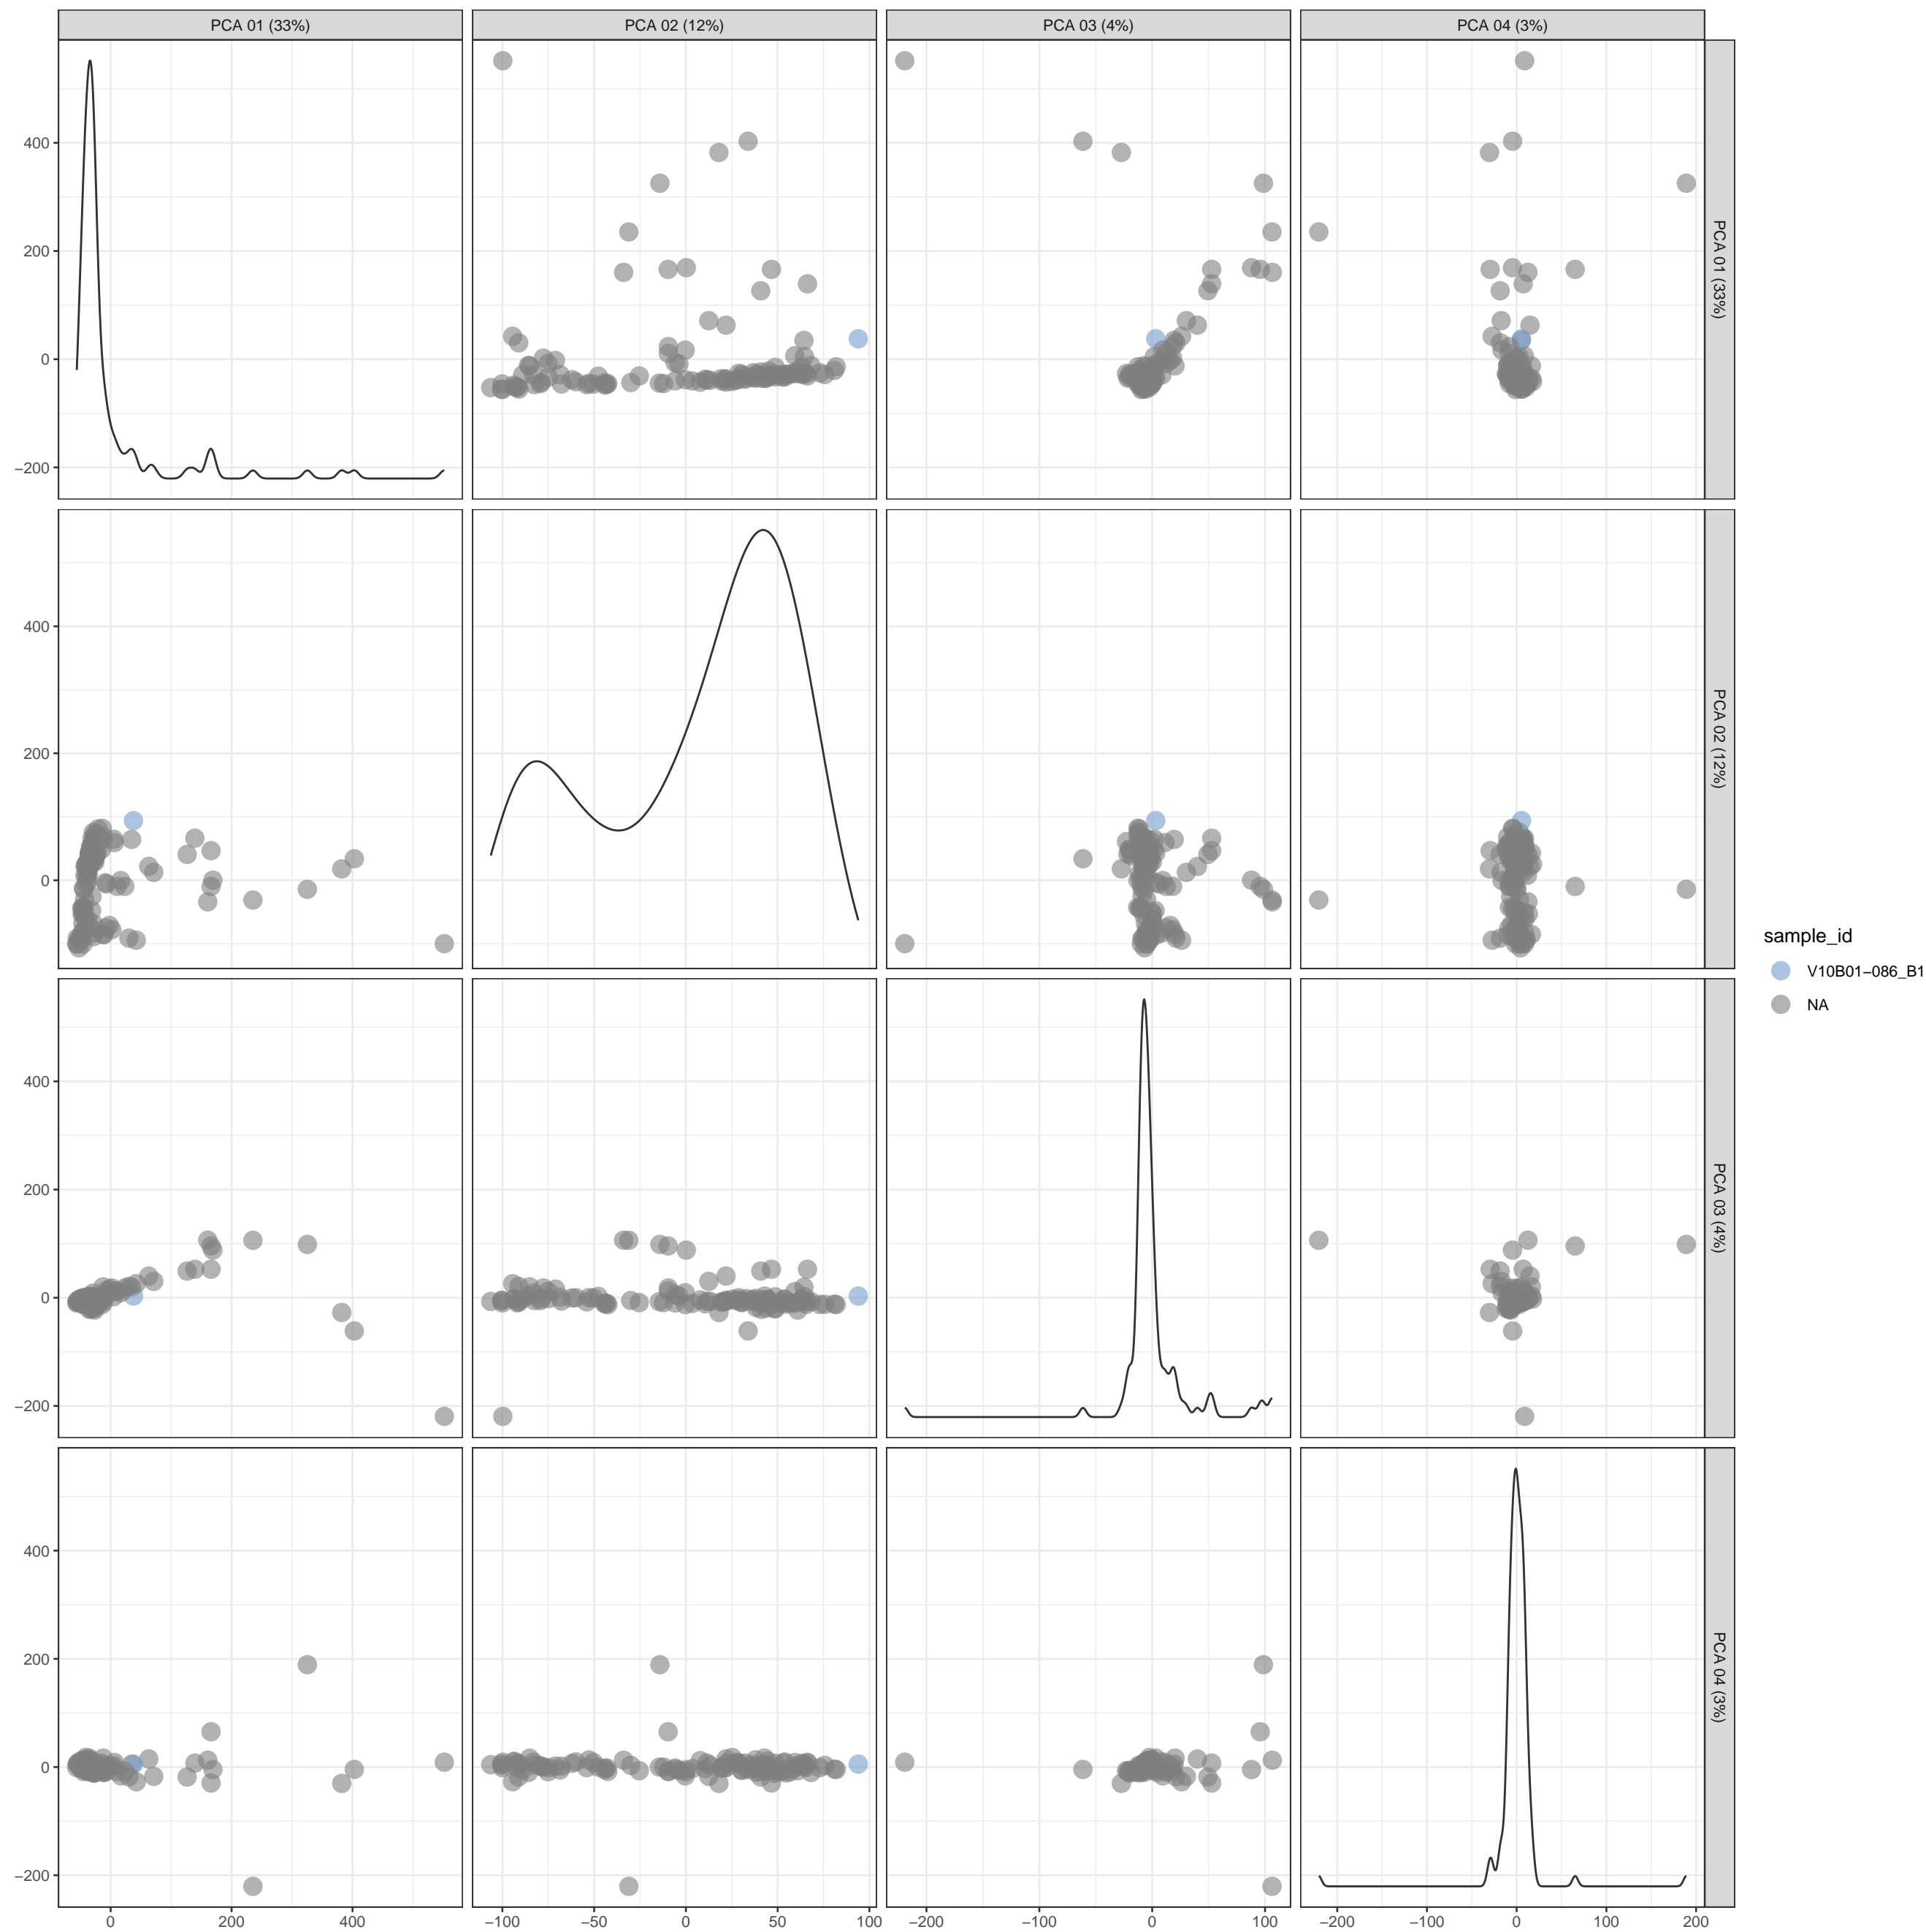 PCA 01 (33%)
PCA 02 (12%)
PCA 03 (4%)
PCA 04 (3%)
400
200
0
−200
PCA 01 (33%)
400
200
0
PCA 02 (12%)
sample_id
V10B01−086_B1
NA
400
200
0
−200
PCA 03 (4%)
400
200
0
−200
PCA 04 (3%)
0 200 400
−100 −50 0 50 100
−200 −100 0 100
−200 −100 0 100 200